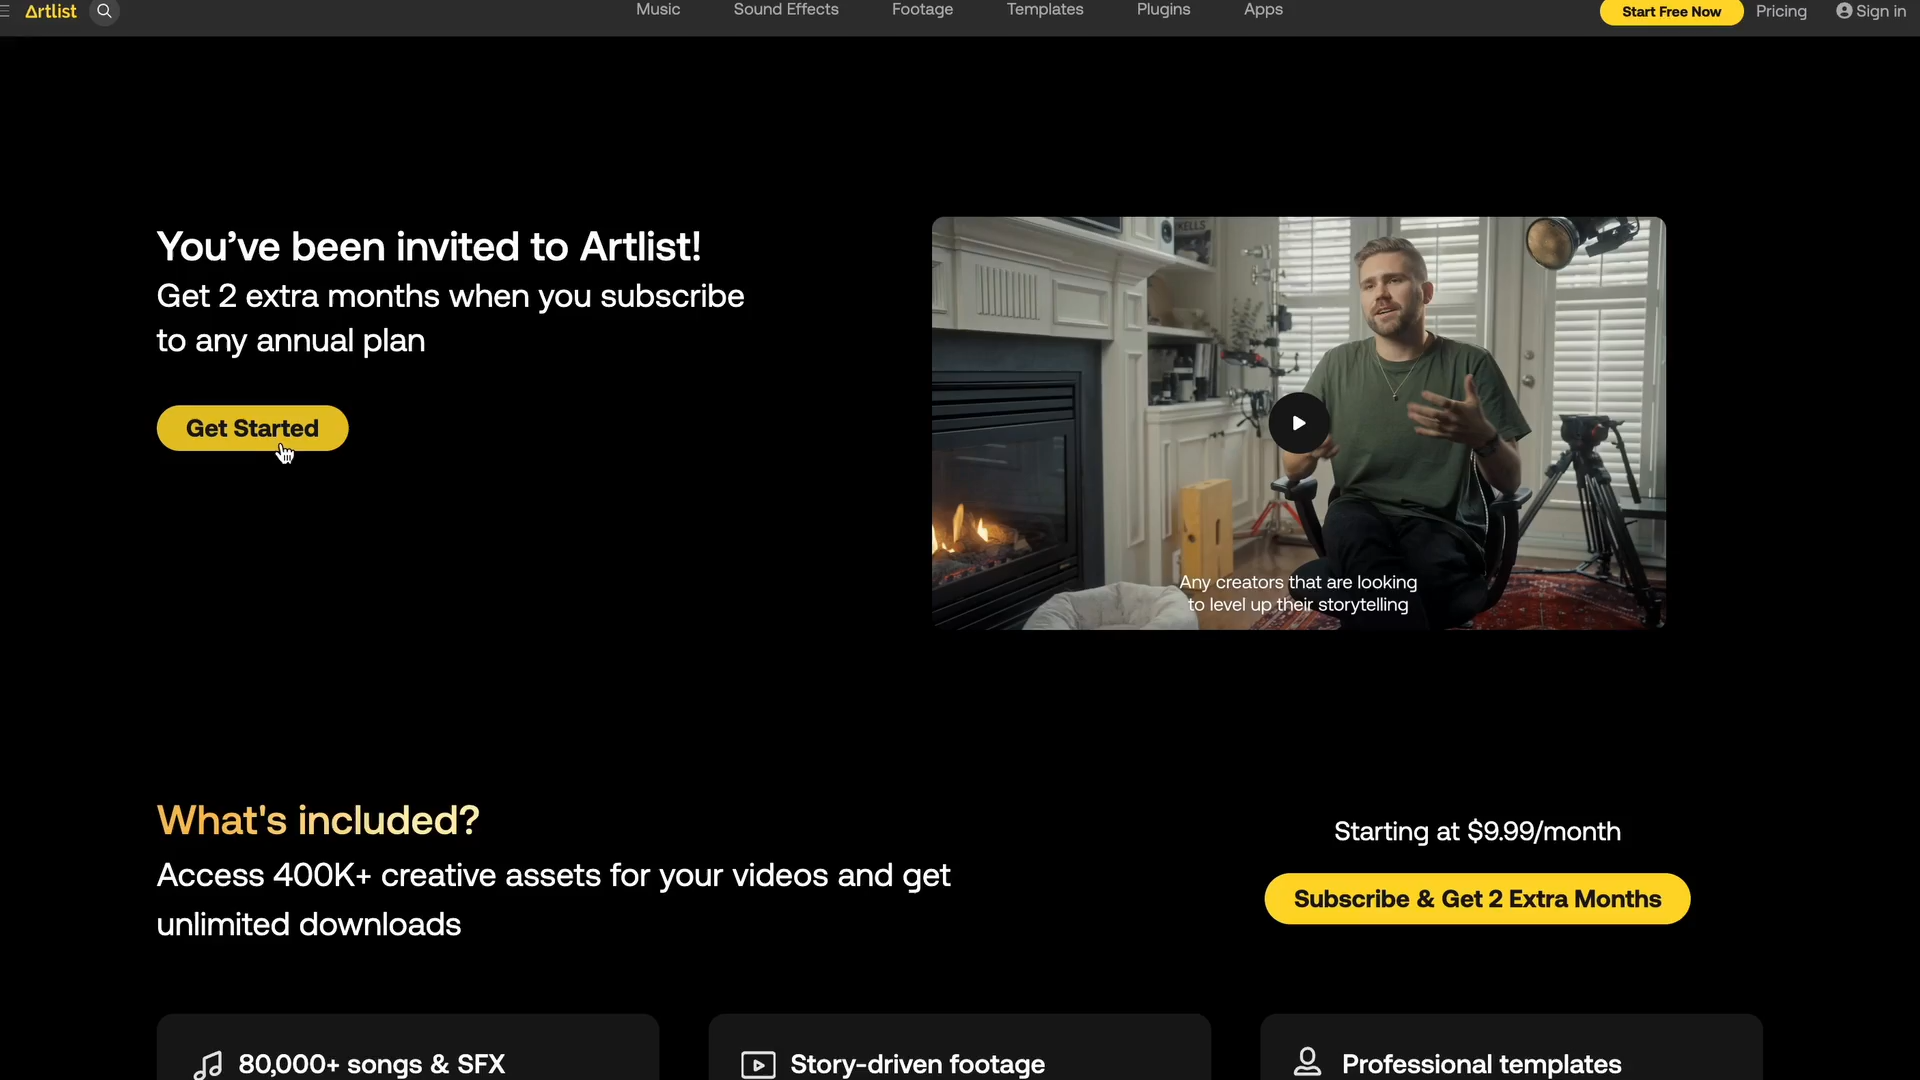 Artlist
Music
Sound Effects
Footage
Templates
Plugins
Apps
Start Free Now
Pricing
Sign in
You've been invited to Artlist!
Get 2 extra months when you subscribe
to any annual plan
Get Started
KELLS
Any creators that are looking
to level up their storytelling
What's included?
Access 400K+ creative assets for your videos and get
unlimited downloads
Starting at $9.99/month
Subscribe & Get 2 Extra Months
80,000+ songs & SFX
Story-driven footage
Professional templates